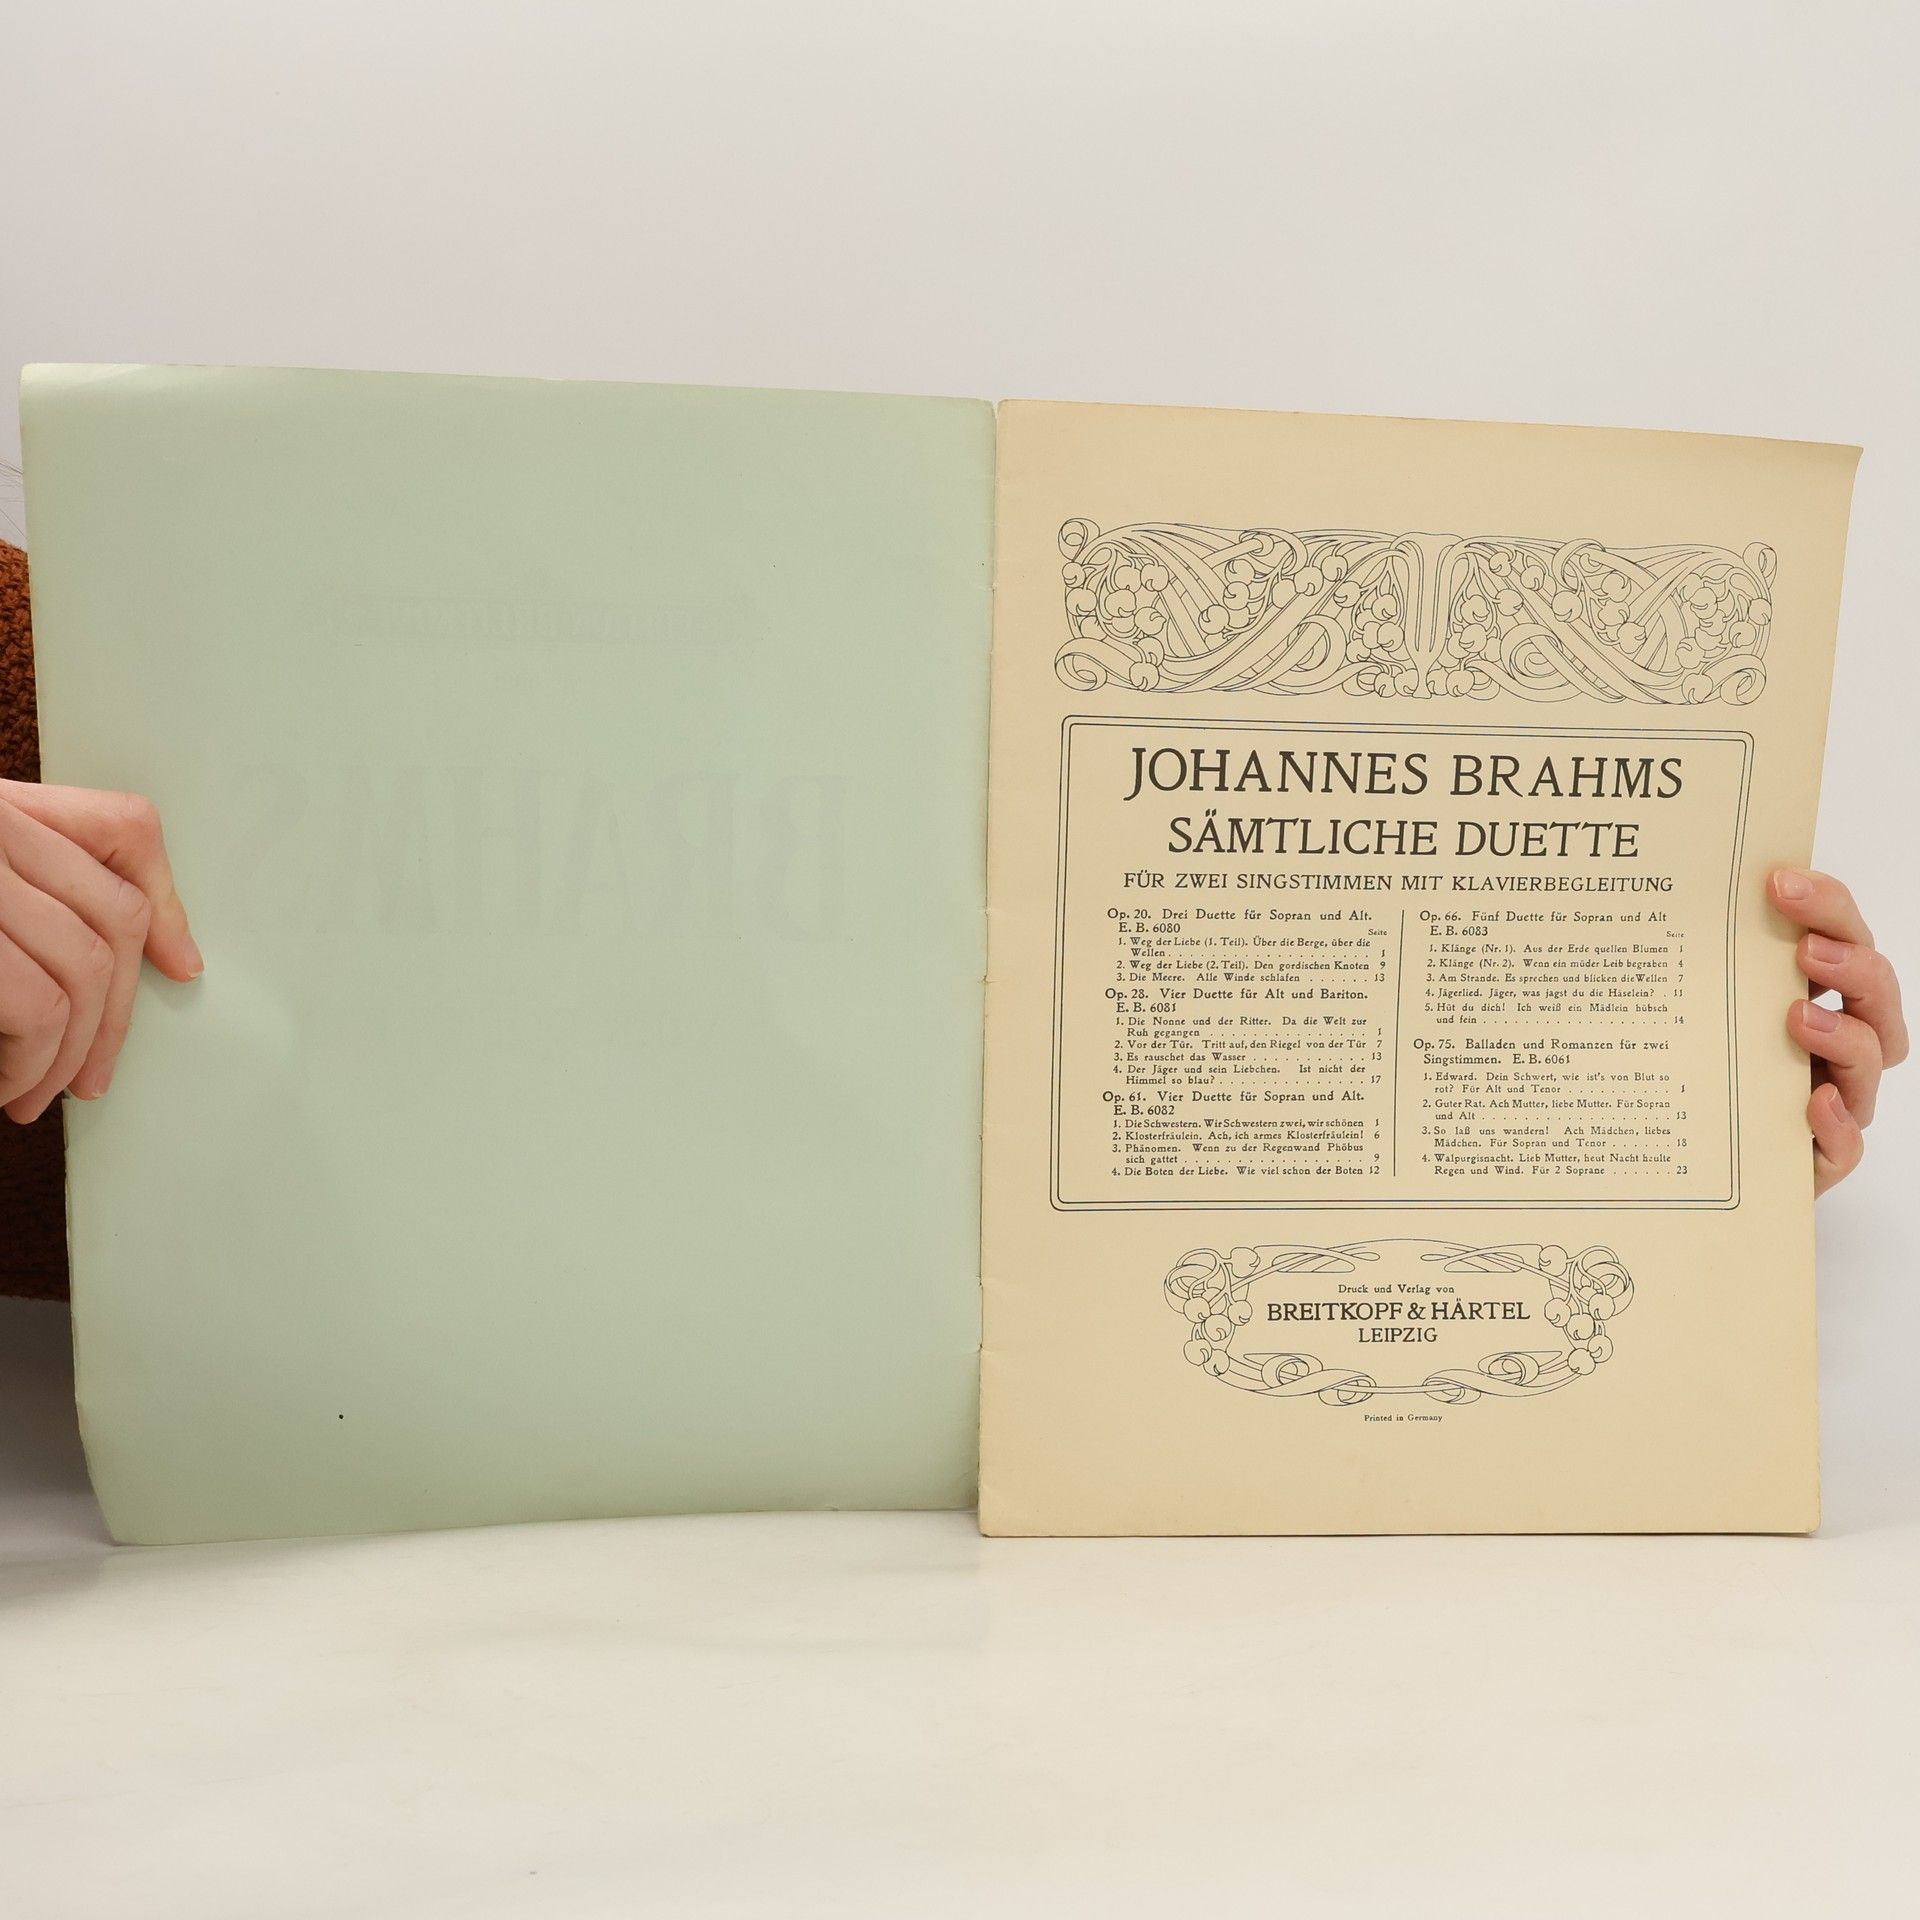 JOHANNES BRAHMS
SÄMTLICHE DUETTE
FÜR ZWEI SINGSTIMMEN MIT KLAVIERBEGLEITUNG
Op. 20. Drei Duette für Sopran und Alt.
E. B. 6080
Seite
1. Weg der Liebe (1. Teil). Über die Berge, über die
Wellen . . . . . . . . . . . . . . . . . . . . 1
2. Weg der Liebe (2. Teil). Den gordischen Knoten 9
3. Die Meere. Alle Winde schlafen . . . . . . 13
Op. 28. Vier Duette für Alt und Bariton.
E. B. 6081
1. Die Nonne und der Ritter. Da die Welt zur
Ruh gegangen . . . . . . . . . . . . . . . 1
2. Vor der Tür. Tritt auf, den Riegel von der Tür 7
3. Es rauschet das Wasser . . . . . . . . . . . 13
4. Der Jäger und sein Liebchen. Ist nicht der
Himmel so blau? . . . . . . . . . . . . . . 17
Op. 61. Vier Duette für Sopran und Alt.
E. B. 6082
1. Die Schwestern. Wir Schwestern zwei, wir schönen 1
2. Klosterfräulein. Ach, ich armes Klosterfräulein! 6
3. Phänomen. Wenn zu der Regenwand Phöbus
sich gattet . . . . . . . . . . . . . . . . . . 9
4. Die Boten der Liebe. Wie viel schon der Boten 12
Op. 66. Fünf Duette für Sopran und Alt
E. B. 6083
Seite
1. Klänge (Nr. 1). Aus der Erde quellen Blumen 1
2. Klänge (Nr. 2). Wenn ein müder Leib begraben 4
3. Am Strande. Es sprechen und blicken die Wellen 7
4. Jägerlied. Jäger, was jagst du die Häselein? . 11
5. Hüt du dich! Ich weiß ein Mädlein hübsch
und fein . . . . . . . . . . . . . . . . . . . 14
Op. 75. Balladen und Romanzen für zwei
Singstimmen. E. B. 6061
1. Edward. Dein Schwert, wie ist's von Blut so
rot? Für Alt und Tenor . . . . . . . . . . . 1
2. Guter Rat. Ach Mutter, liebe Mutter. Für Sopran
und Alt . . . . . . . . . . . . . . . . . . . 13
3. So laß uns wandern! Ach Mädchen, liebes
Mädchen. Für Sopran und Tenor . . . . . . 18
4. Walpurgisnacht. Lieb Mutter, heut Nacht heulte
Regen und Wind. Für 2 Soprane . . . . . . 23
Druck und Verlag von
BREITKOPF & HÄRTEL
LEIPZIG
Printed in Germany